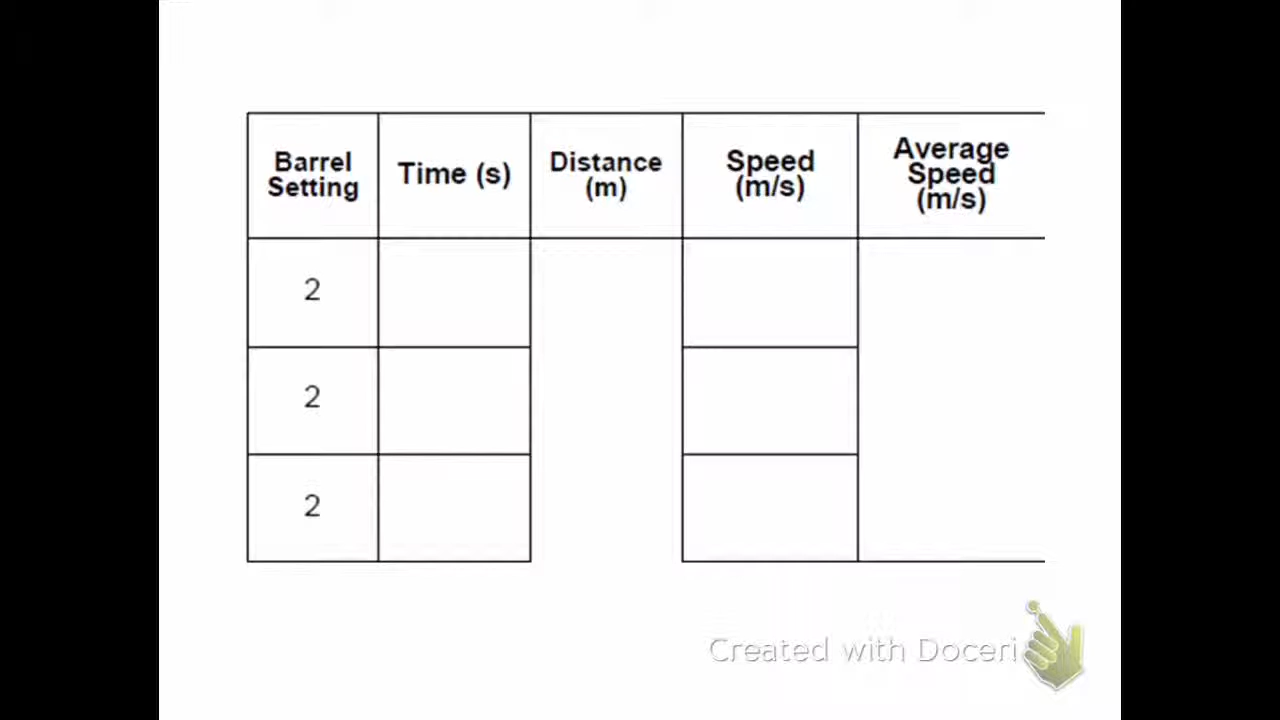 Barrel Setting
Time (s)
Distance (m)
Speed (m/s)
Average Speed (m/s)
2
2
2
Created with Doceri